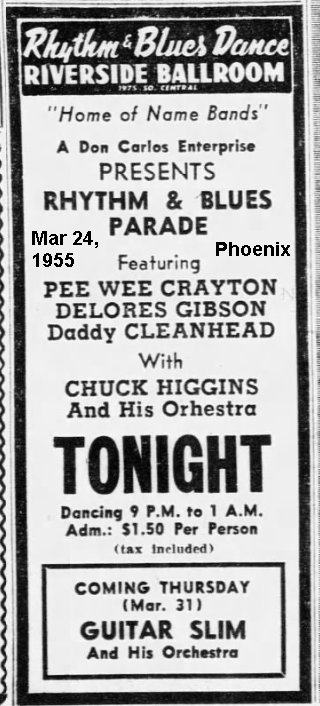 Rhythm & Blues Dance
RIVERSIDE BALLROOM
1975 SO. CENTRAL
"Home of Name Bands"
A Don Carlos Enterprise
PRESENTS
RHYTHM & BLUES
PARADE
Mar 24,
1955
Phoenix
Featuring
PEE WEE CRAYTON
DELORES GIBSON
Daddy CLEANHEAD
With
CHUCK HIGGINS
And His Orhestra
TONIGHT
Dancing 9 P.M. to 1 A.M.
Adm.: $1.50 Per Person
(tax included)
COMING THURSDAY
(Mar. 31)
GUITAR SLIM
And His Orchestra